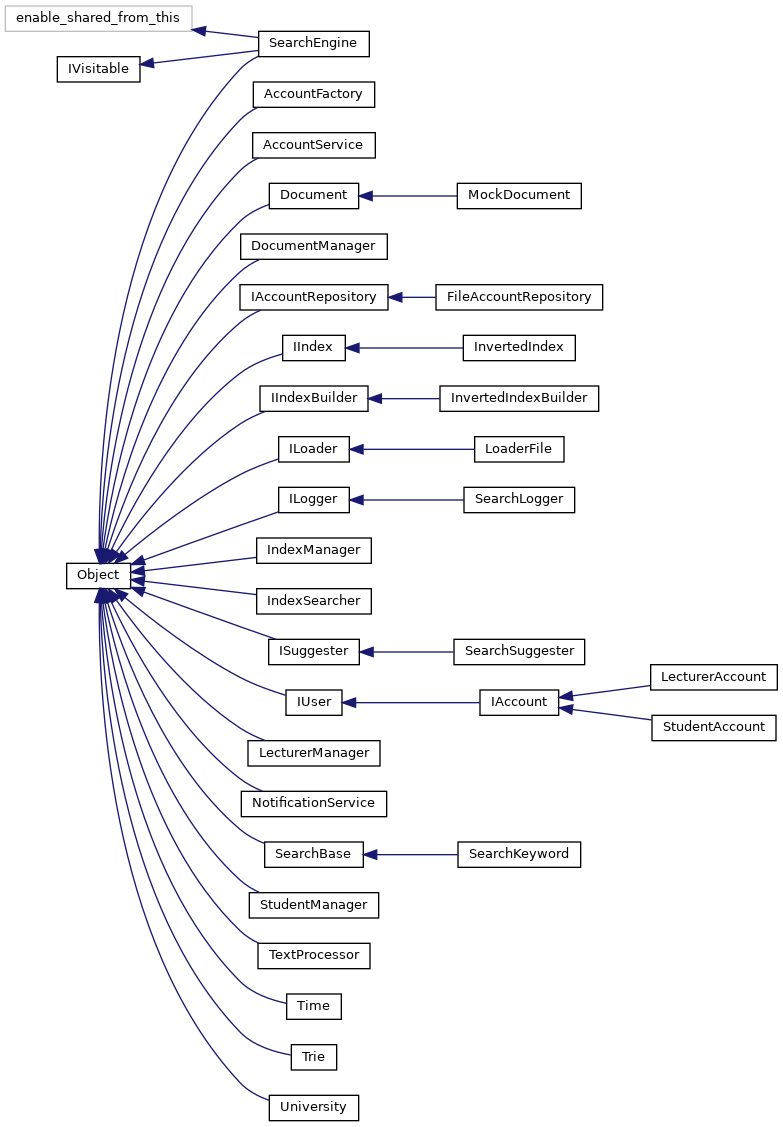 enable_shared_from_this
SearchEngine
IVisitable
AccountFactory
AccountService
Document
MockDocument
DocumentManager
IAccountRepository
FileAccountRepository
IIndex
InvertedIndex
IIndexBuilder
InvertedIndexBuilder
ILoader
LoaderFile
ILogger
SearchLogger
IndexManager
Object
IndexSearcher
ISuggester
SearchSuggester
LecturerAccount
IUser
IAccount
StudentAccount
LecturerManager
NotificationService
SearchBase
SearchKeyword
StudentManager
TextProcessor
Time
Trie
University